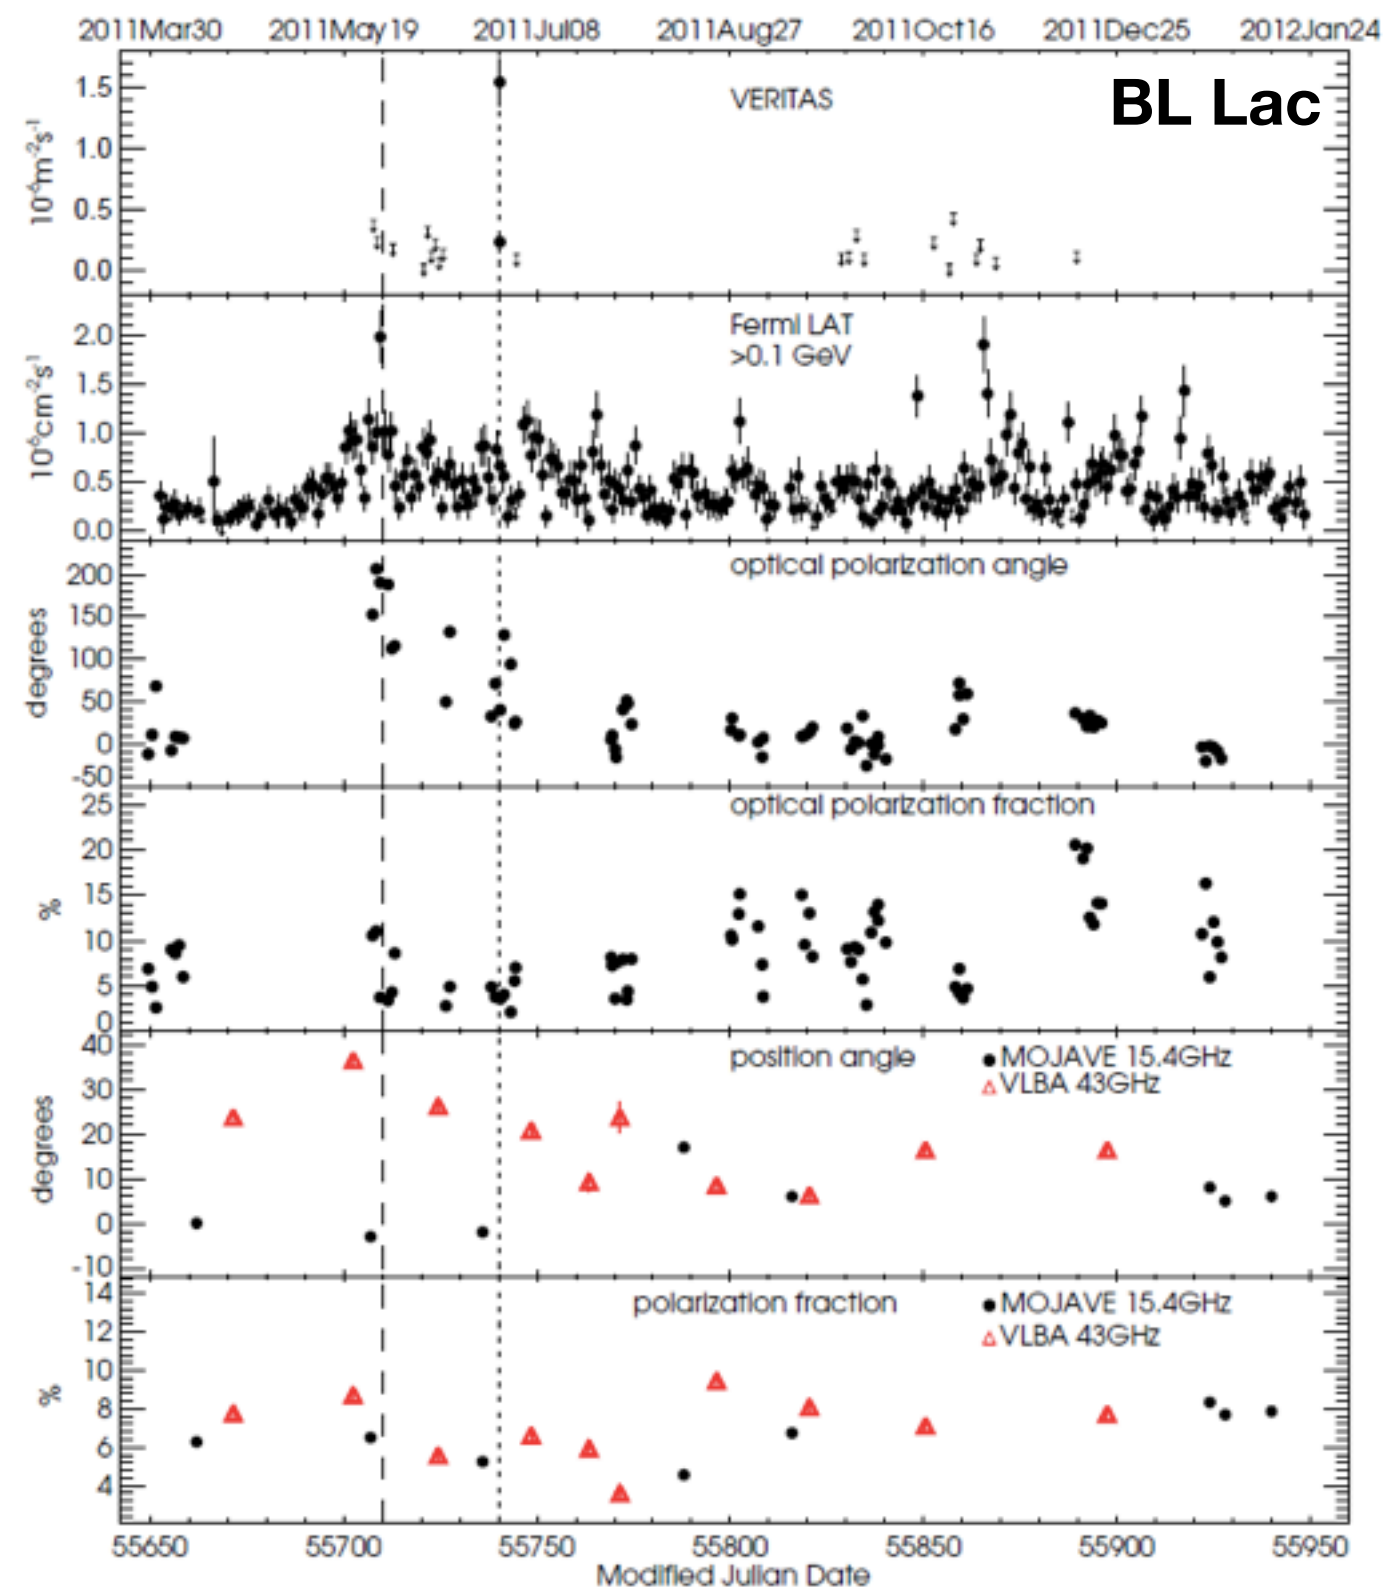 2011Mar30 2011May19 2011Jul08 2011Aug27 2011Oct16 2011Dec25 2012Jan24
BL Lac
VERITAS
1.5
1.0
0.5
0.0
10⁻⁶m⁻²s⁻¹
Fermi LAT
>0.1 GeV
2.0
1.5
1.0
0.5
0.0
10⁻⁶cm⁻²s⁻¹
optical polarization angle
200
150
100
50
0
-50
degrees
optical polarization fraction
25
20
15
10
5
0
%
position angle
MOJAVE 15.4GHz
VLBA 43GHz
40
30
20
10
0
-10
degrees
polarization fraction
MOJAVE 15.4GHz
VLBA 43GHz
14
12
10
8
6
4
%
55650 55700 55750 55800 55850 55900 55950
Modified Julian Date